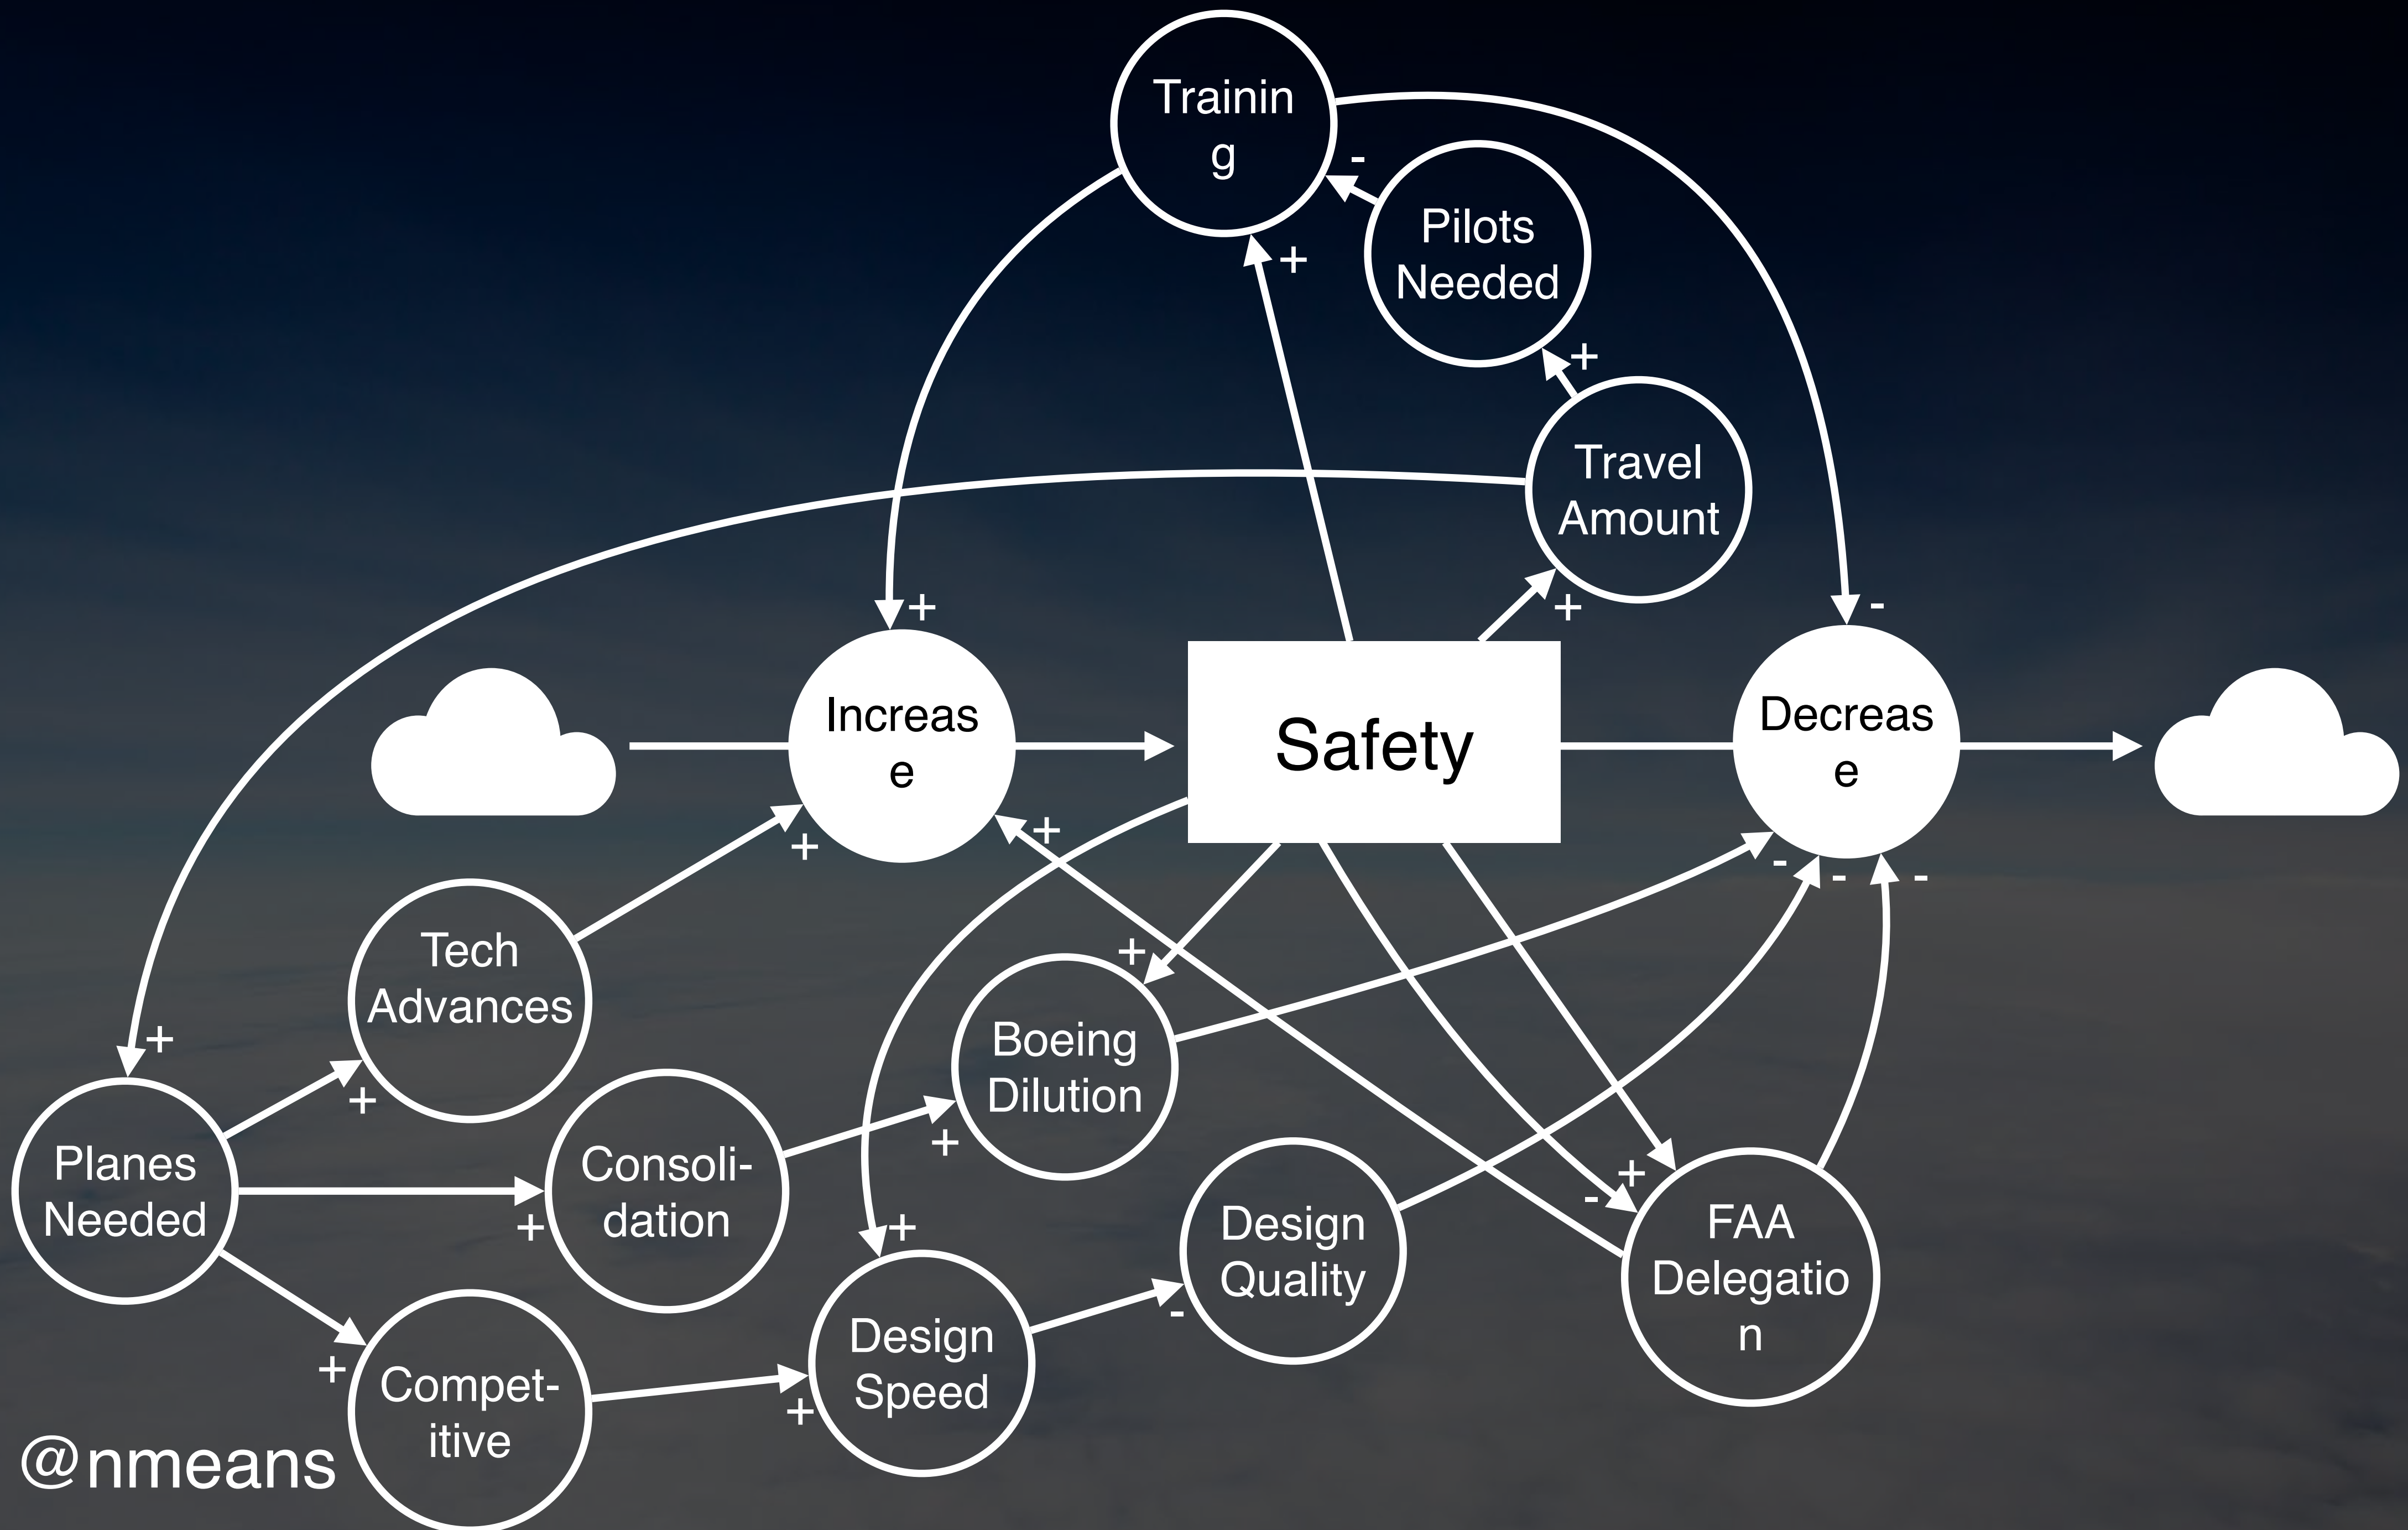 Trainin
g
-
Pilots
Needed
+
+
Travel
Amount
+
+
-
Increas
e
Safety
Decreas
e
+
+
-
-
-
Tech
Advances
+
+
Boeing
Dilution
+
+
Planes
Needed
Consoli-
dation
+
+
-
+
Design
Quality
FAA
Delegatio
n
+
-
Design
Speed
+
Compet-
itive
+
@nmeans